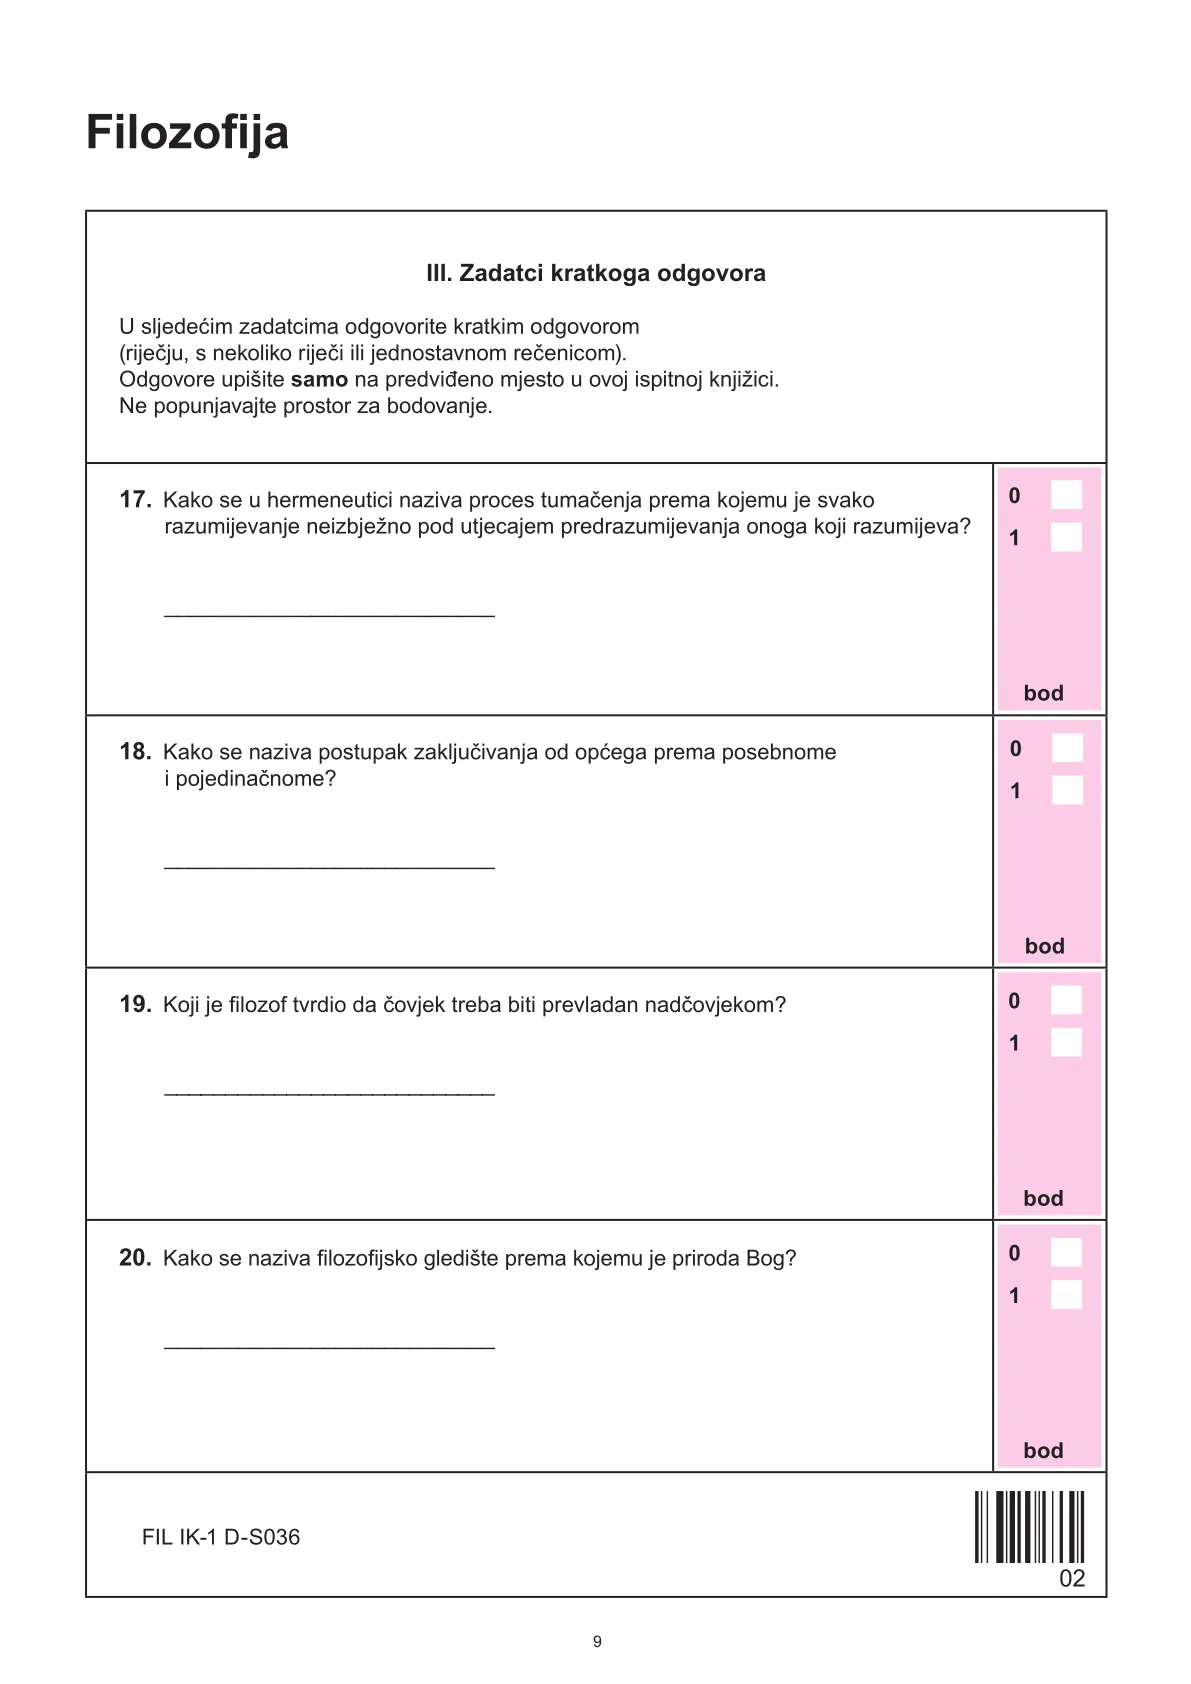 Filozofija
III. Zadatci kratkoga odgovora
U sljedećim zadatcima odgovorite kratkim odgovorom
(riječju, s nekoliko riječi ili jednostavnom rečenicom).
Odgovore upišite samo na predviđeno mjesto u ovoj ispitnoj knjižici.
Ne popunjavajte prostor za bodovanje.
17. Kako se u hermeneutici naziva proces tumačenja prema kojemu je svako
razumijevanje neizbježno pod utjecajem predrazumijevanja onoga koji razumijeva?
0
1
bod
18. Kako se naziva postupak zaključivanja od općega prema posebnome
i pojedinačnome?
0
1
bod
19. Koji je filozof tvrdio da čovjek treba biti prevladan nadčovjekom?
0
1
bod
20. Kako se naziva filozofijsko gledište prema kojemu je priroda Bog?
0
1
bod
FIL IK-1 D-S036
02
9